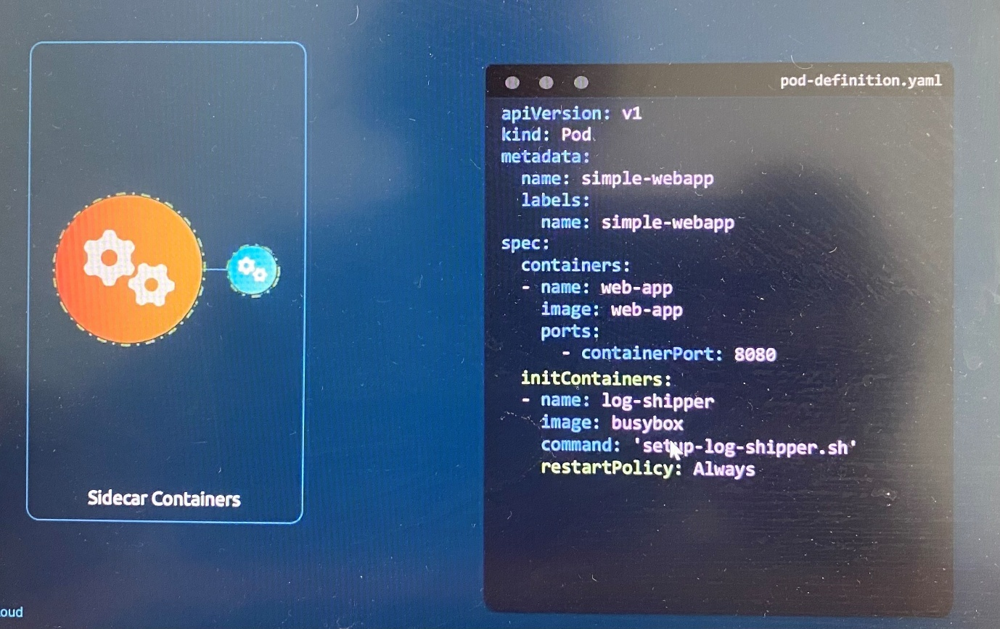 Sidecar Containers
pod-definition.yaml
apiVersion: v1
kind: Pod
metadata:
  name: simple-webapp
  labels:
    name: simple-webapp
spec:
  containers:
  - name: web-app
    image: web-app
    ports:
      - containerPort: 8080
  initContainers:
  - name: log-shipper
    image: busybox
    command: 'setup-log-shipper.sh'
    restartPolicy: Always
oud